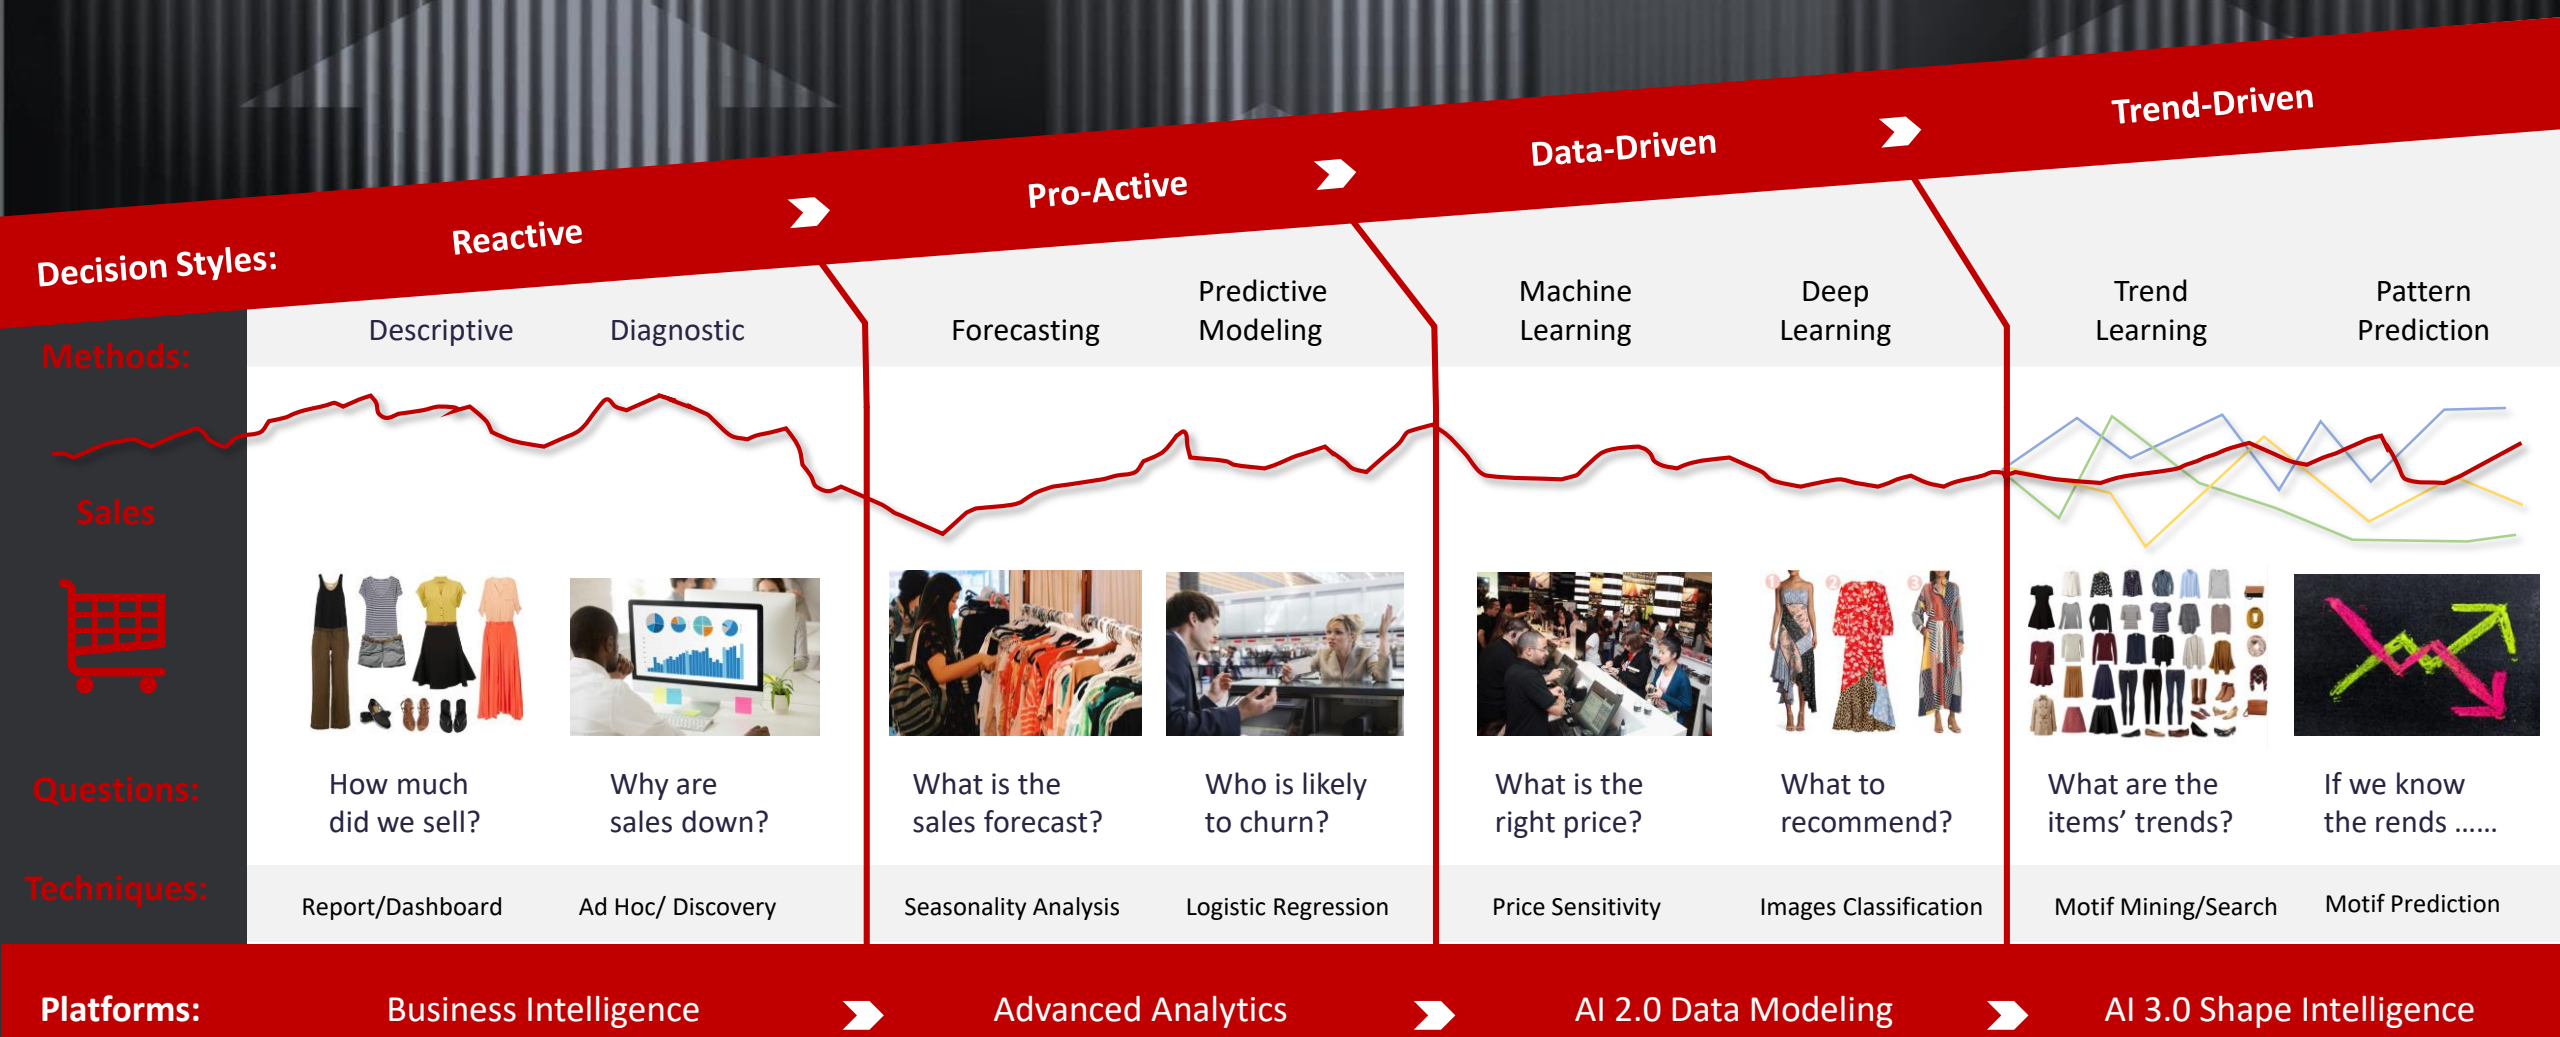 Decision Styles:
Reactive
Pro-Active
Data-Driven
Trend-Driven
Methods:
Descriptive
Diagnostic
Forecasting
Predictive
Modeling
Machine
Learning
Deep
Learning
Trend
Learning
Pattern
Prediction
Sales
1
2
3
Questions:
How much
did we sell?
Why are
sales down?
What is the
sales forecast?
Who is likely
to churn?
What is the
right price?
What to
recommend?
What are the
items’ trends?
If we know
the rends ......
Techniques:
Report/Dashboard
Ad Hoc/ Discovery
Seasonality Analysis
Logistic Regression
Price Sensitivity
Images Classification
Motif Mining/Search
Motif Prediction
Platforms:
Business Intelligence
Advanced Analytics
AI 2.0 Data Modeling
AI 3.0 Shape Intelligence